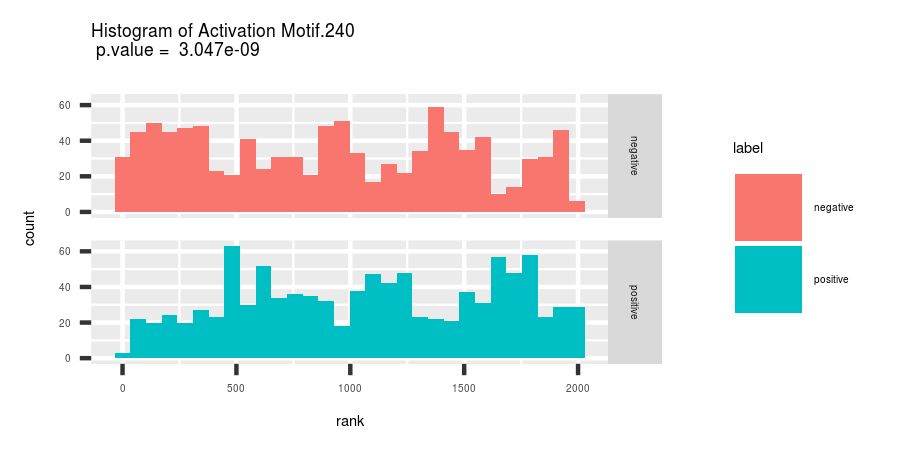 Histogram of Activation Motif.240
p.value = 3.047e-09
count
60
40
20
0
negative
60
40
20
0
positive
0 500 1000 1500 2000
rank
label
negative
positive